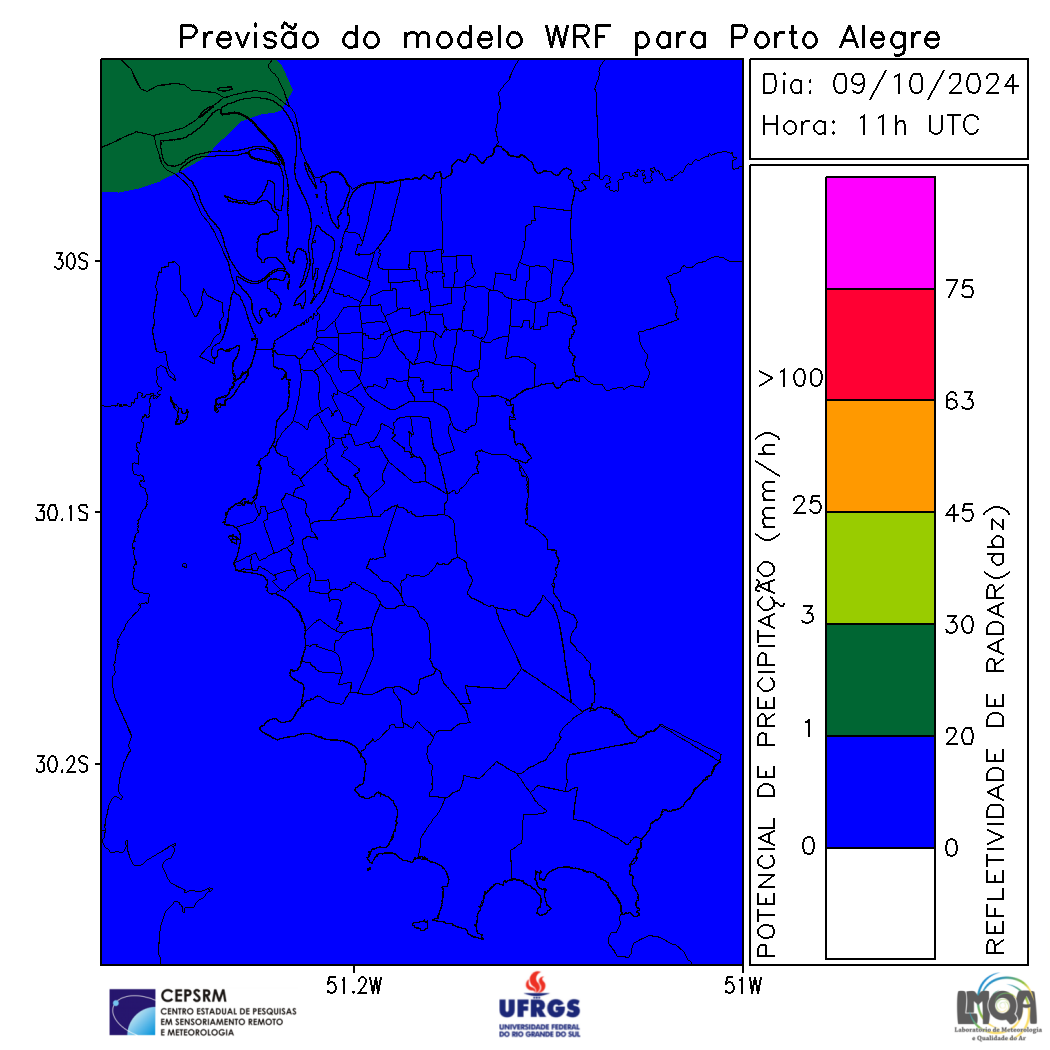 Previsão do modelo WRF para Porto Alegre
Dia: 09/10/2024
Hora: 11h UTC
30S
30.1S
30.2S
51.2W
51W
POTENCIAL DE PRECIPITAÇÃO (mm/h)
>100
25
3
1
0
75
63
45
30
20
0
REFLETIVIDADE DE RADAR(dbz)
CEPSRM
CENTRO ESTADUAL DE PESQUISAS
EM SENSORIAMENTO REMOTO
E METEOROLOGIA
UFRGS
UNIVERSIDADE FEDERAL
DO RIO GRANDE DO SUL
LMQA
Laboratório de Meteorologia
e Qualidade do Ar